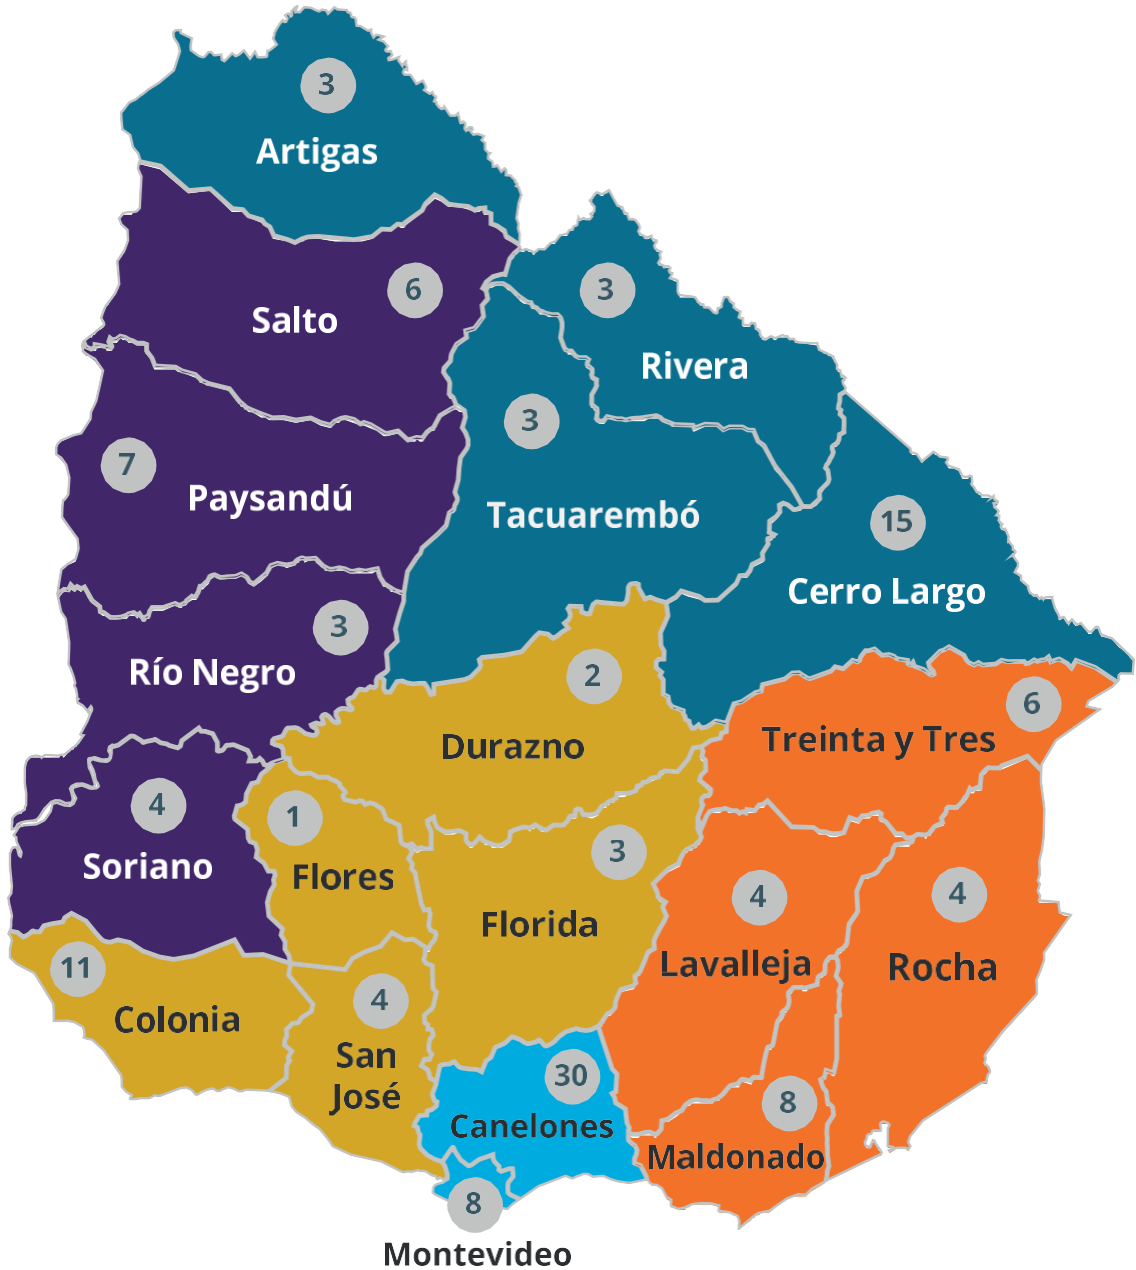 3
Artigas
6
Salto
3
Rivera
3
Tacuarembó
7
Paysandú
15
Cerro Largo
3
Río Negro
2
Durazno
6
Treinta y Tres
4
Soriano
1
Flores
3
Florida
4
Lavalleja
4
Rocha
11
Colonia
4
San
José
30
Canelones
8
Maldonado
8
Montevideo